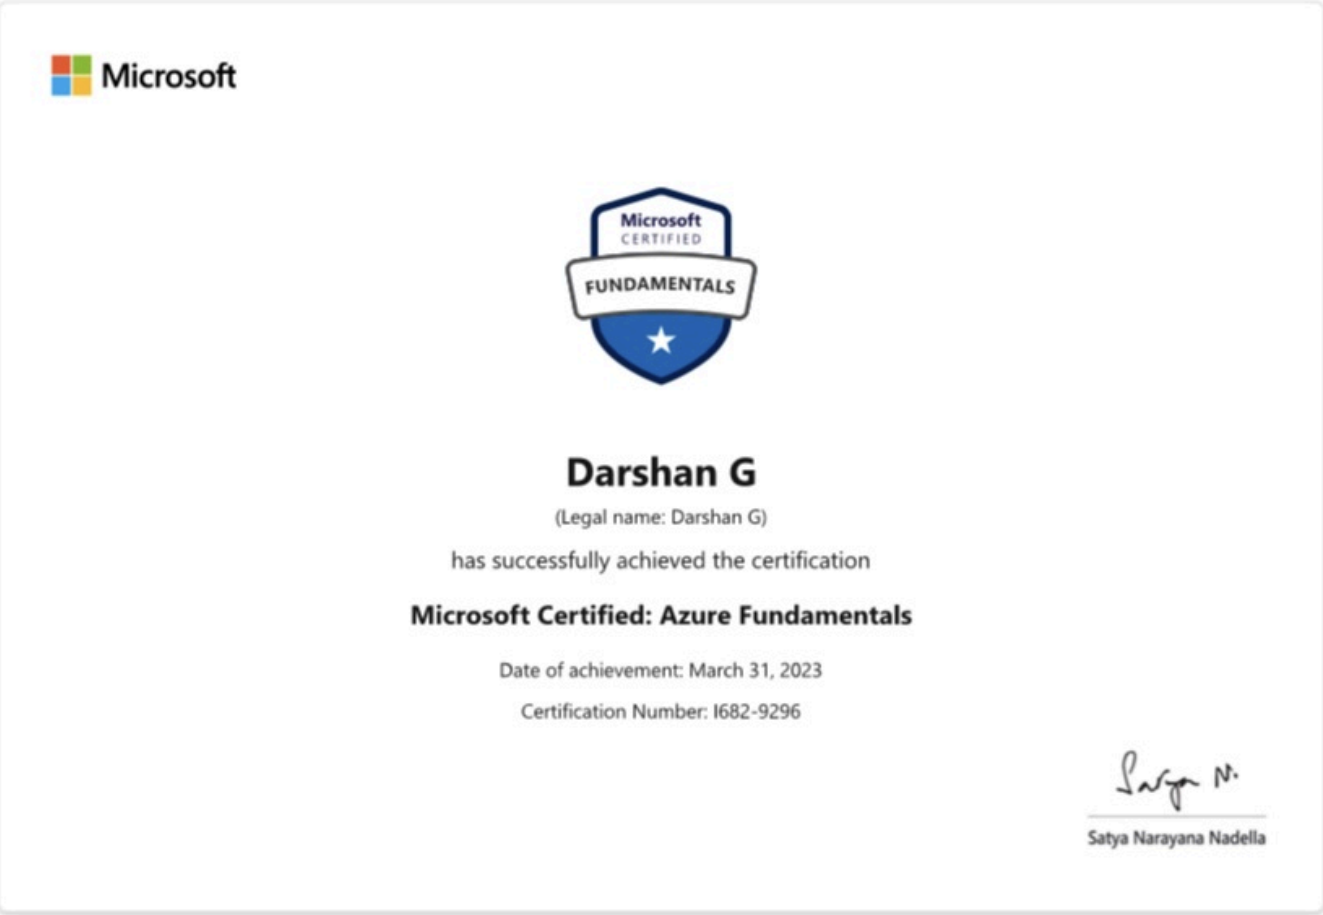 Microsoft
Microsoft
CERTIFIED
FUNDAMENTALS
Darshan G
(Legal name: Darshan G)
has successfully achieved the certification
Microsoft Certified: Azure Fundamentals
Date of achievement: March 31, 2023
Certification Number: I682-9296
Satya N.
Satya Narayana Nadella